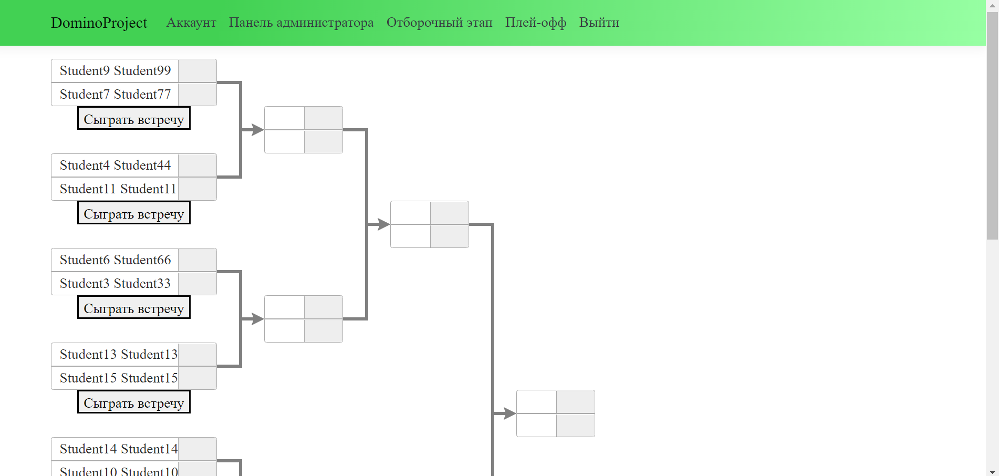 DominoProject Аккаунт Панель администратора Отборочный этап Плей-офф Выйти
Student9 Student99
Student7 Student77
Сыграть встречу
Student4 Student44
Student11 Student11
Сыграть встречу
Student6 Student66
Student3 Student33
Сыграть встречу
Student13 Student13
Student15 Student15
Сыграть встречу
Student14 Student14
Student10 Student10